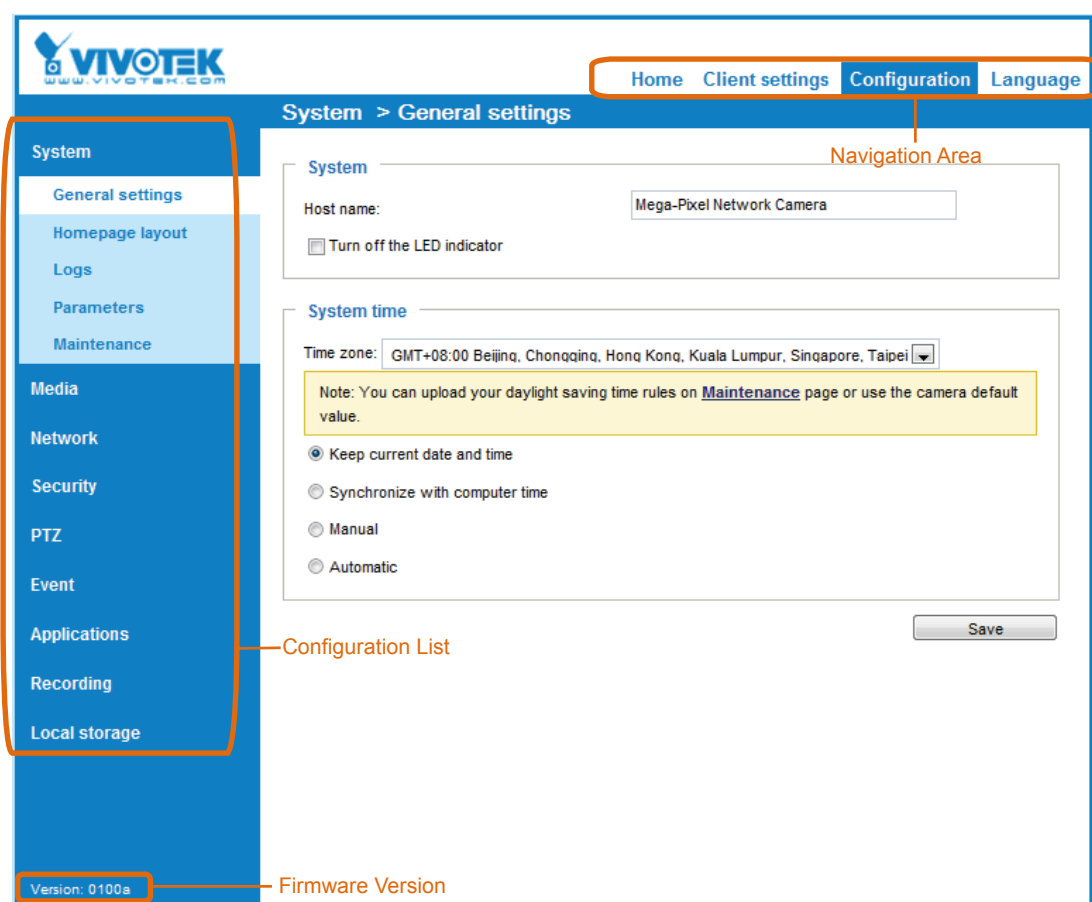 VIVOTEK
www.vivotek.com
Home Client settings Configuration Language
System > General settings
Navigation Area
System
General settings
Homepage layout
Logs
Parameters
Maintenance
Media
Network
Security
PTZ
Event
Applications
Recording
Local storage
Version: 0100a
System
Host name: Mega-Pixel Network Camera
Turn off the LED indicator
System time
Time zone: GMT+08:00 Beijing, Chongqing, Hong Kong, Kuala Lumpur, Singapore, Taipei
Note: You can upload your daylight saving time rules on Maintenance page or use the camera default
value.
Keep current date and time
Synchronize with computer time
Manual
Automatic
Save
Configuration List
Firmware Version